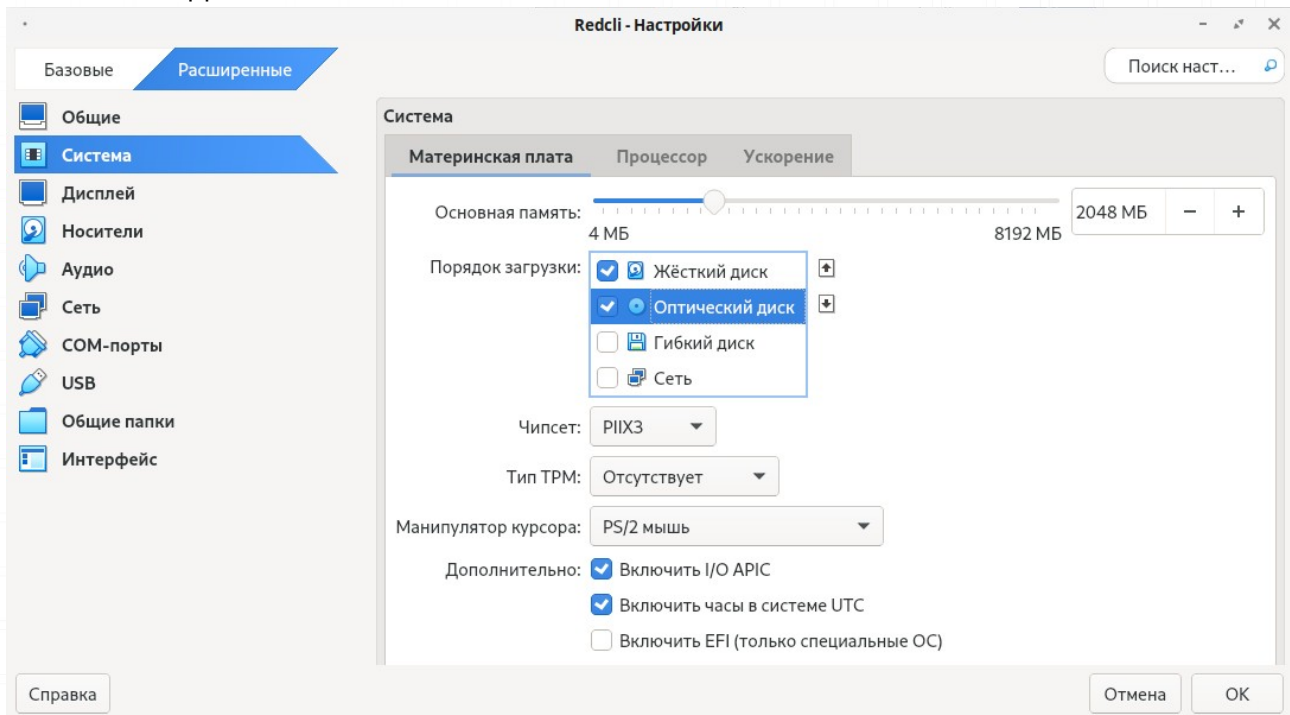 Redcli - Настройки
Базовые
Расширенные
Поиск наст...
Общие
Система
Дисплей
Носители
Аудио
Сеть
COM-порты
USB
Общие папки
Интерфейс
Система
Материнская плата
Процессор
Ускорение
Основная память:
2048 МБ
4 МБ
8192 МБ
Порядок загрузки:
Жёсткий диск
Оптический диск
Гибкий диск
Сеть
Чипсет:
PIIX3
Тип TPM:
Отсутствует
Манипулятор курсора:
PS/2 мышь
Дополнительно:
Включить I/O APIC
Включить часы в системе UTC
Включить EFI (только специальные ОС)
Справка
Отмена
OK